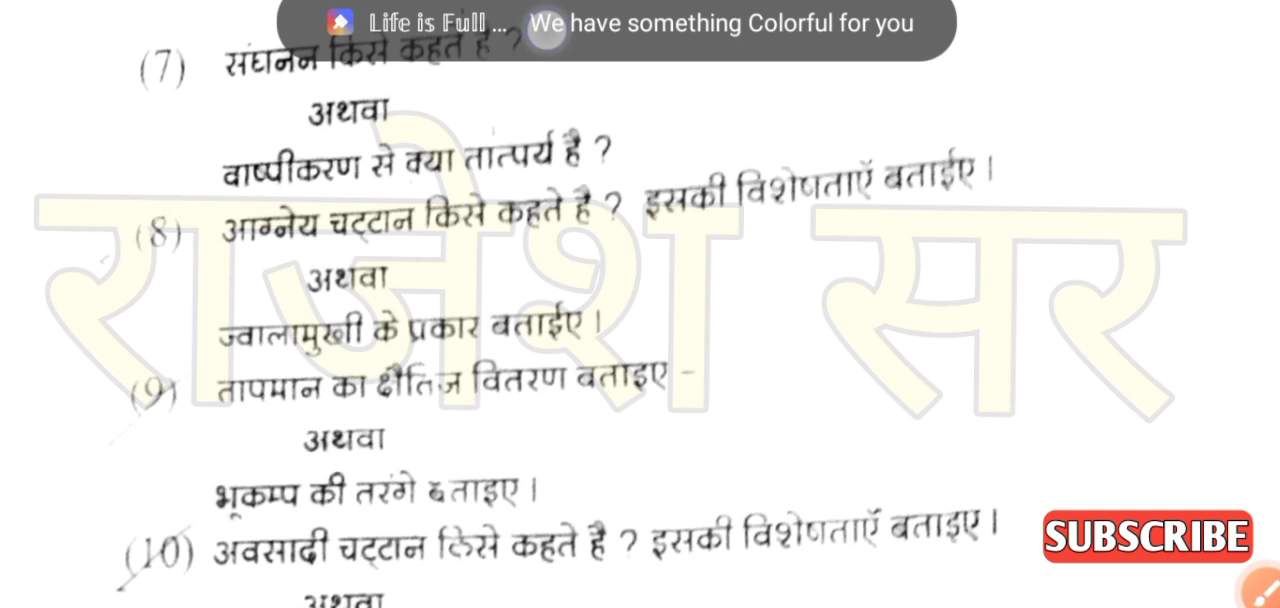 Life is Full ... We have something Colorful for you
(7) संघनन किसे कहते है ?
अथवा
वाष्पीकरण से क्या तात्पर्य है ?
(8) आग्नेय चट्टान किसे कहते है ? इसकी विशेषताएँ बताईए।
अथवा
ज्वालामुखी के प्रकार बताईए।
(9) तापमान का क्षैतिज वितरण बताइए -
अथवा
भूकम्प की तरंगे बताइए।
(10) अवसादी चट्टान किसे कहते है ? इसकी विशेषताएँ बताइए।
अथवा
राजेश सर
SUBSCRIBE